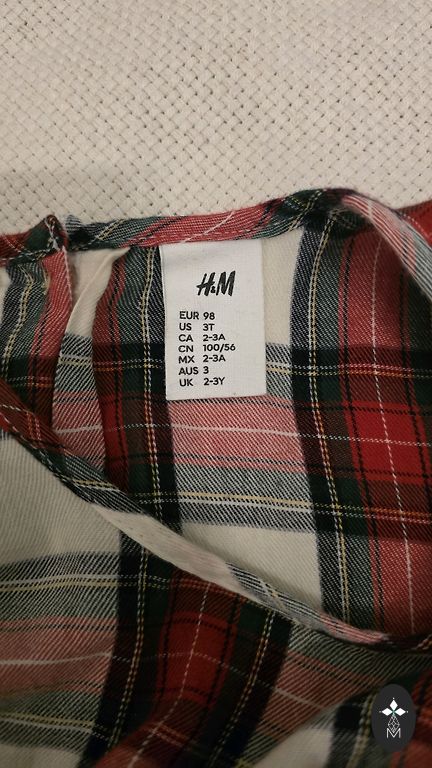 H&M
EUR 98
US 3T
CA 2-3A
CN 100/56
MX 2-3A
AUS 3
UK 2-3Y